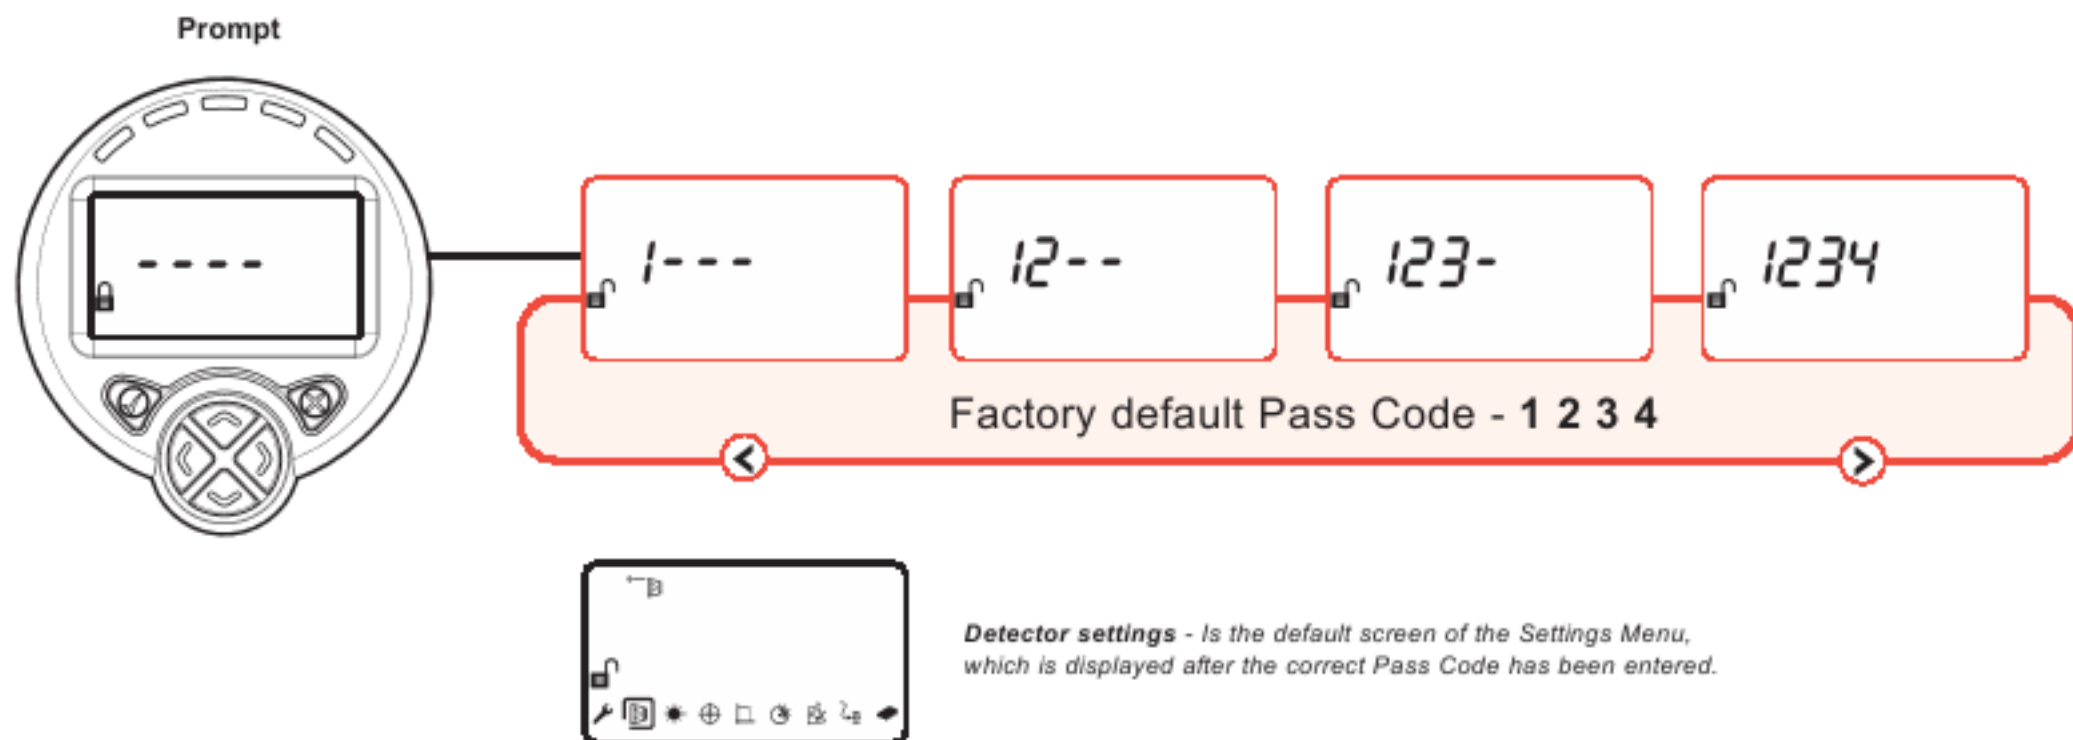 Prompt
- - - -
1- - -
12- -
123-
1234
Factory default Pass Code - 1 2 3 4
Detector settings - Is the default screen of the Settings Menu,
which is displayed after the correct Pass Code has been entered.